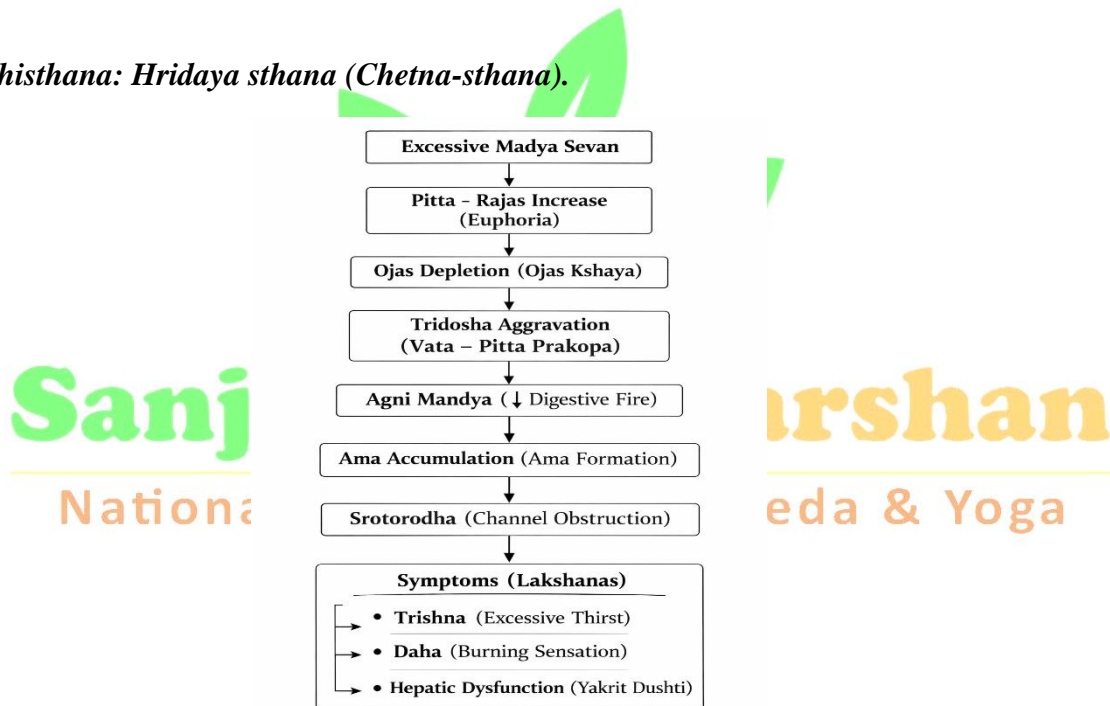 histhana: Hridaya sthana (Chetna-sthana).
Excessive Madya Sevan
Pitta - Rajas Increase
(Euphoria)
Ojas Depletion (Ojas Kshaya)
Tridosha Aggravation
(Vata – Pitta Prakopa)
Agni Mandya (↓ Digestive Fire)
Ama Accumulation (Ama Formation)
Srotorodha (Channel Obstruction)
Symptoms (Lakshanas)
• Trishna (Excessive Thirst)
• Daha (Burning Sensation)
• Hepatic Dysfunction (Yakrit Dushti)
Sanj arshan
Nationa eda & Yoga